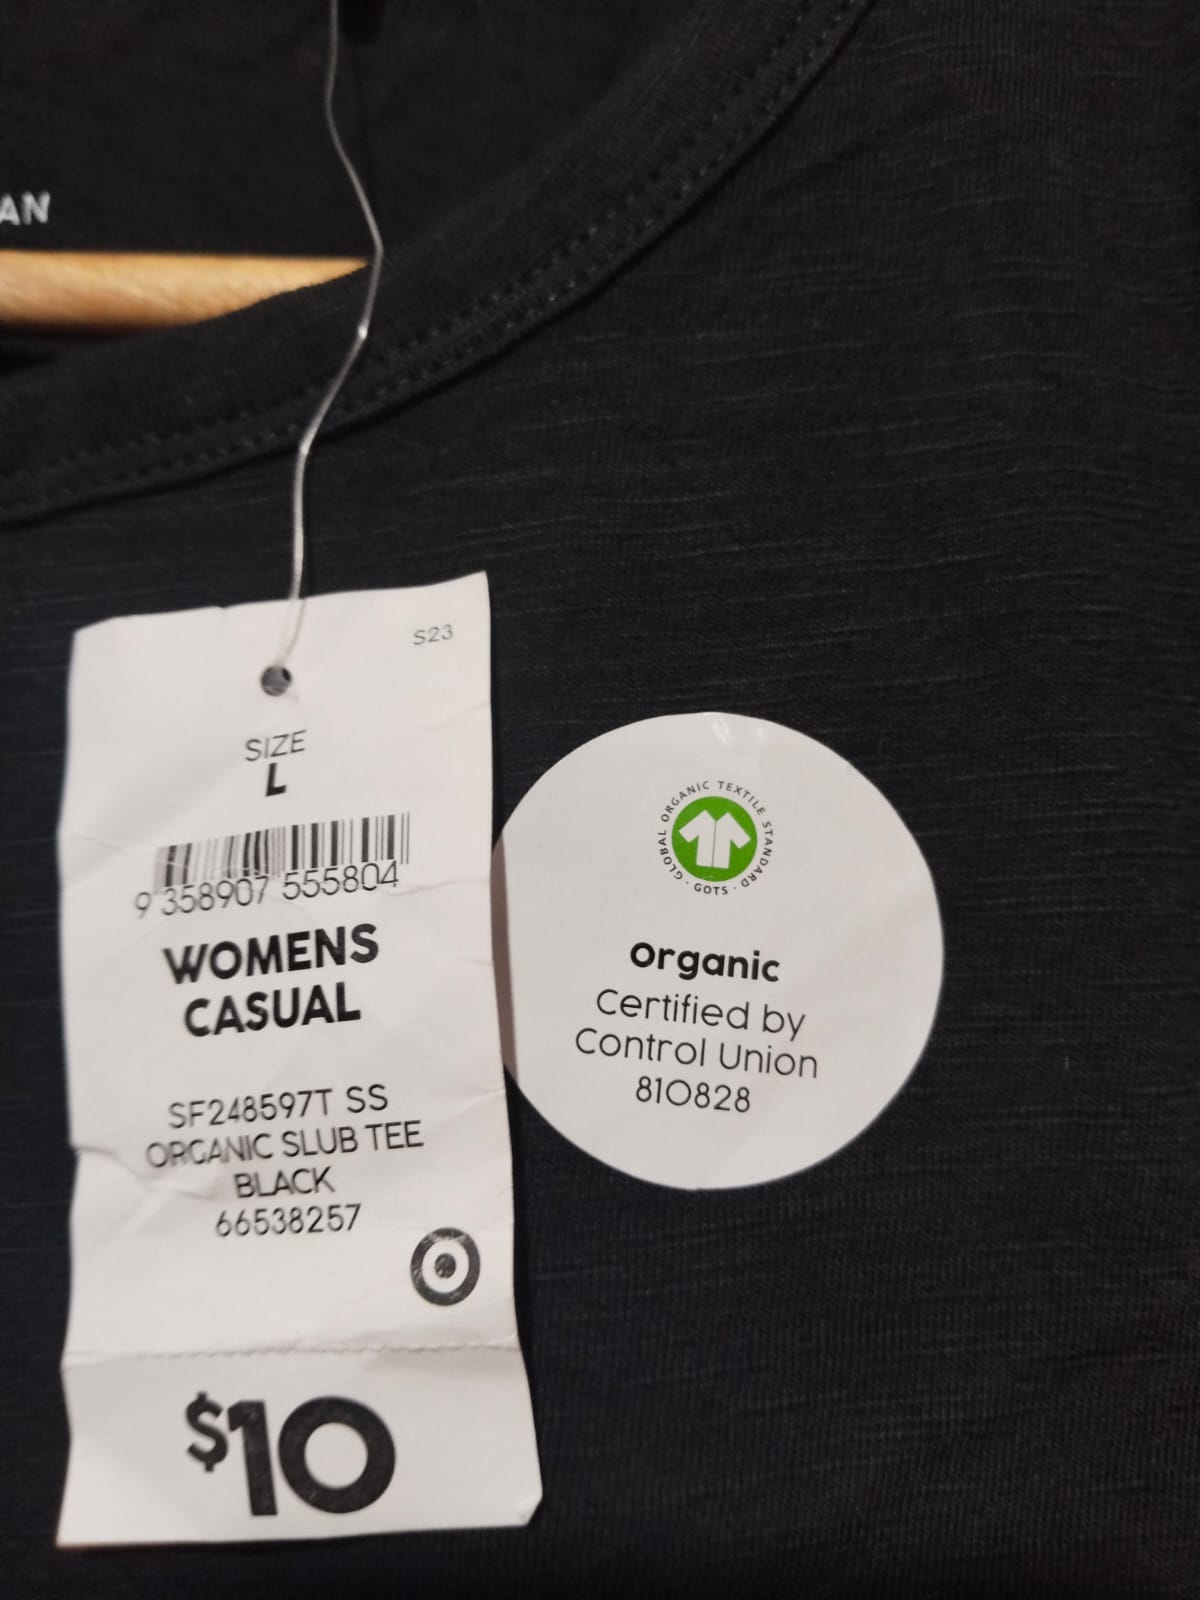 AN
S23
SIZE
L
9 358907 555804
WOMENS
CASUAL
SF248597T SS
ORGANIC SLUB TEE
BLACK
66538257
$10
GLOBAL ORGANIC TEXTILE STANDARD · GOTS ·
Organic
Certified by
Control Union
810828